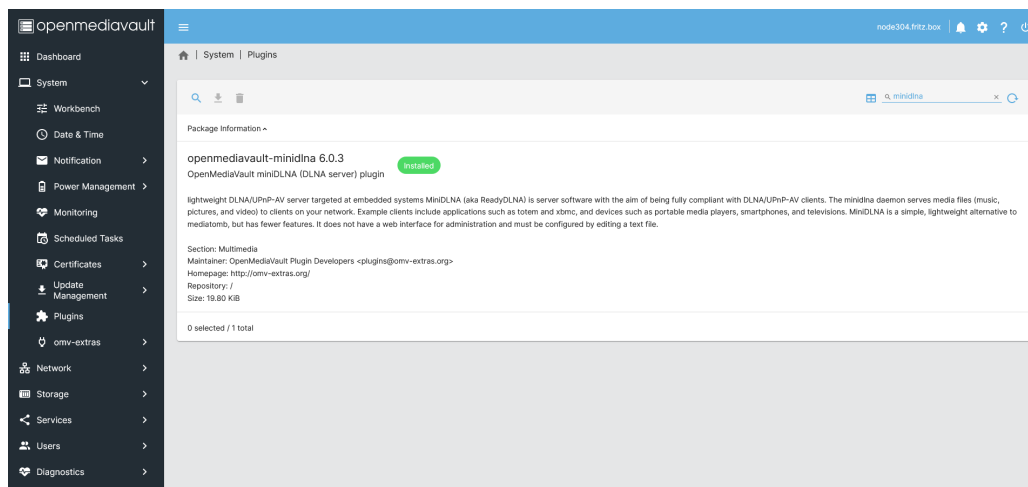 openmediavault
node304.fritz.box
Dashboard
System
Workbench
Date & Time
Notification
Power Management
Monitoring
Scheduled Tasks
Certificates
Update
Management
Plugins
omv-extras
Network
Storage
Services
Users
Diagnostics
| System | Plugins
minidlna
Package Information
openmediavault-minidlna 6.0.3
OpenMediaVault miniDLNA (DLNA server) plugin
Installed
lightweight DLNA/UPnP-AV server targeted at embedded systems MiniDLNA (aka ReadyDLNA) is server software with the aim of being fully compliant with DLNA/UPnP-AV clients. The minidlna daemon serves media files (music,
pictures, and video) to clients on your network. Example clients include applications such as totem and xbmc, and devices such as portable media players, smartphones, and televisions. MiniDLNA is a simple, lightweight alternative to
mediatomb, but has fewer features. It does not have a web interface for administration and must be configured by editing a text file.
Section: Multimedia
Maintainer: OpenMediaVault Plugin Developers <plugins@omv-extras.org>
Homepage: http://omv-extras.org/
Repository: /
Size: 19.80 KiB
0 selected / 1 total